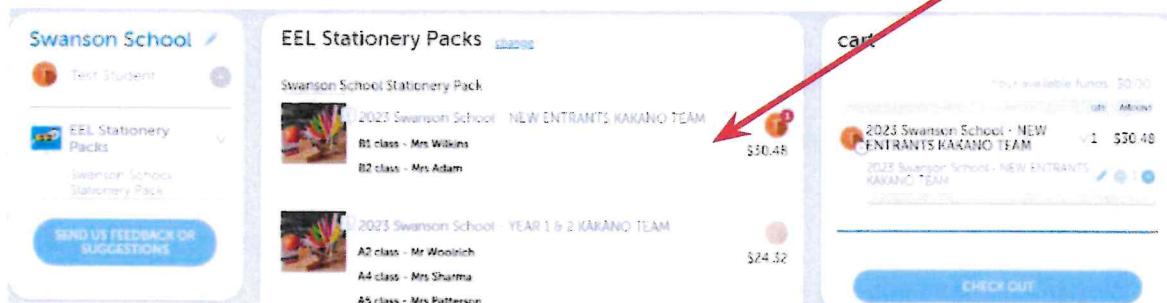 Swanson School
Test Student
EEL Stationery Packs
Swanson School Stationery Pack
SEND US FEEDBACK OR SUGGESTIONS
EEL Stationery Packs change
Swanson School Stationery Pack
2023 Swanson School - NEW ENTRANTS KAKANO TEAM
1
B1 class - Mrs Wilkins
$30.48
B2 class - Mrs Adam
2023 Swanson School - YEAR 1 & 2 KAKANO TEAM
A2 class - Mr Woolrich
$24.32
A4 class - Mrs Sharma
A5 class - Mrs Patterson
cart
Your available funds $0.00
QTY Amount
2023 Swanson School - NEW ENTRANTS KAKANO TEAM
1 $30.48
2023 Swanson School - NEW ENTRANTS KAKANO TEAM
1
CHECK OUT